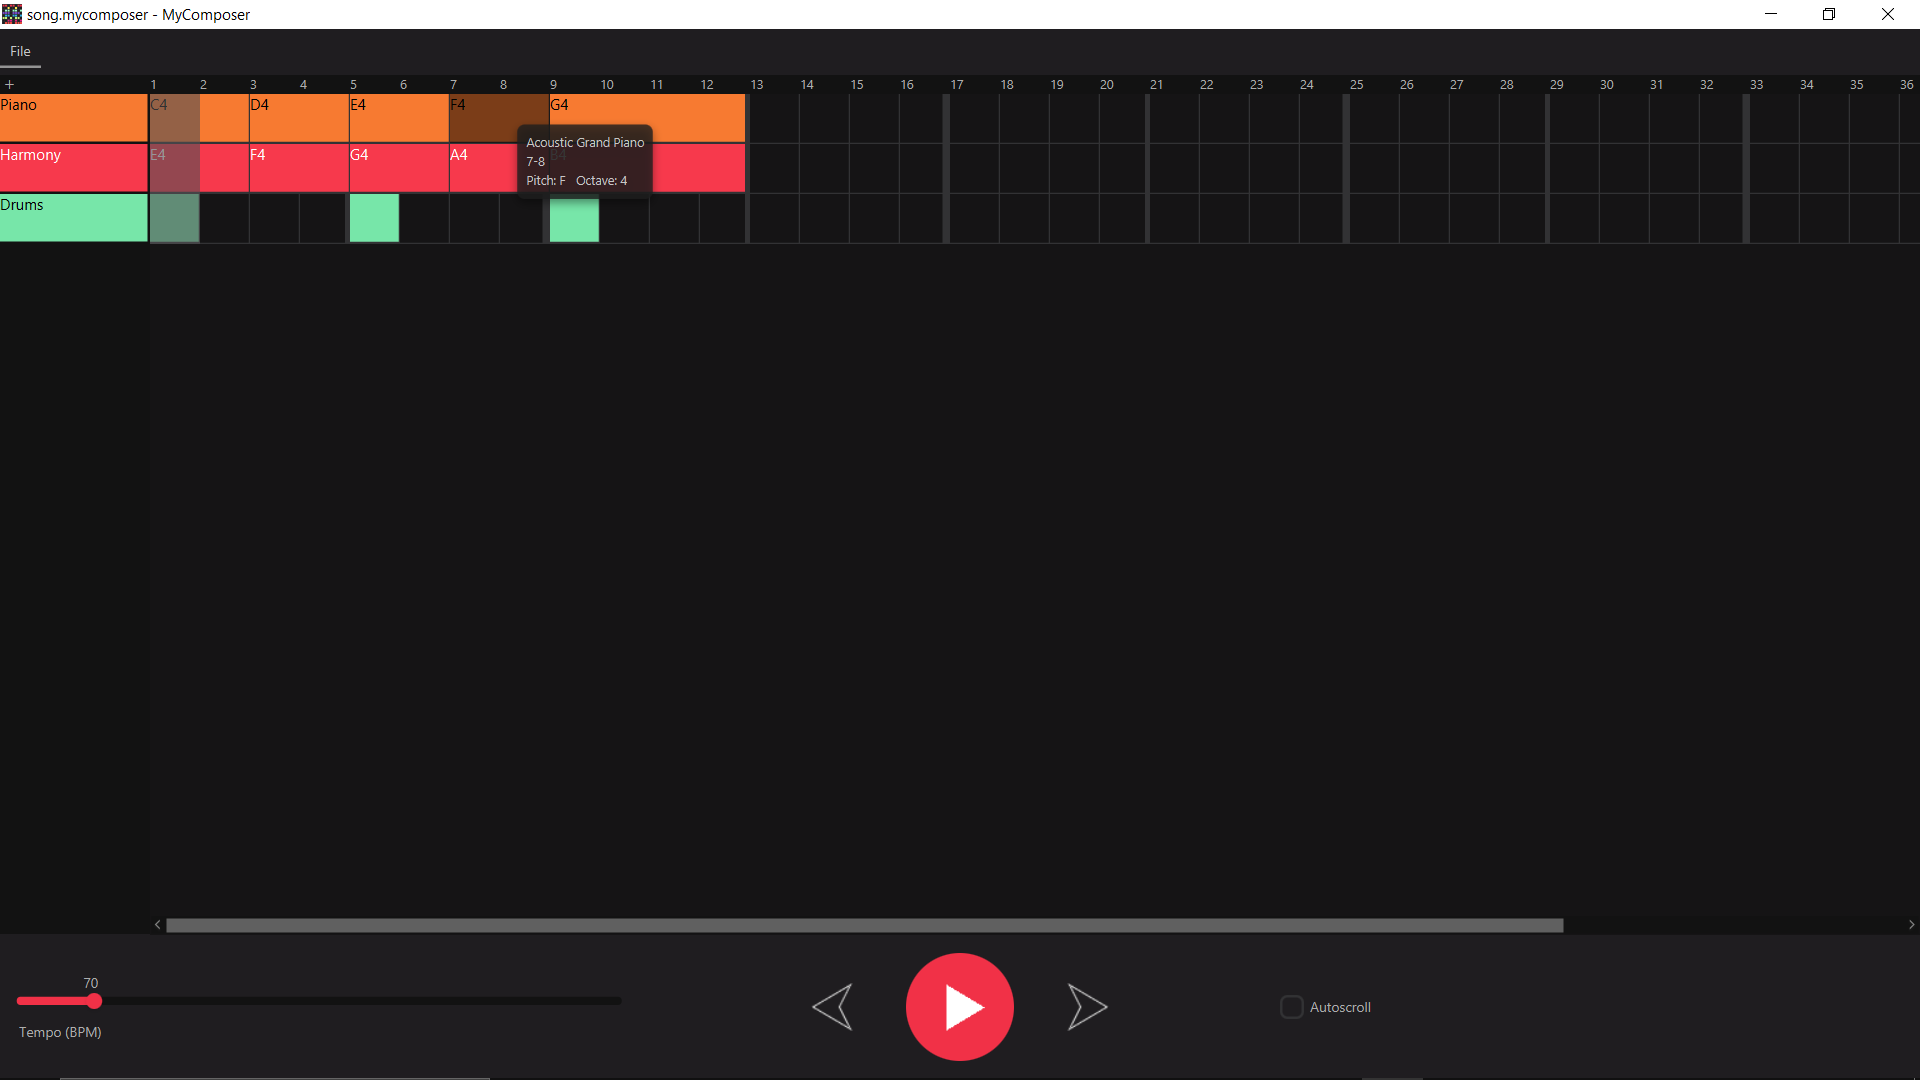 song.mycomposer - MyComposer
File
+ 1 2 3 4 5 6 7 8 9 10 11 12 13 14 15 16 17 18 19 20 21 22 23 24 25 26 27 28 29 30 31 32 33 34 35 36
Piano C4 D4 E4 F4 G4
Acoustic Grand Piano
Harmony E4 F4 G4 A4 B4
7-8
Pitch: F Octave: 4
Drums
70
Tempo (BPM)
Autoscroll